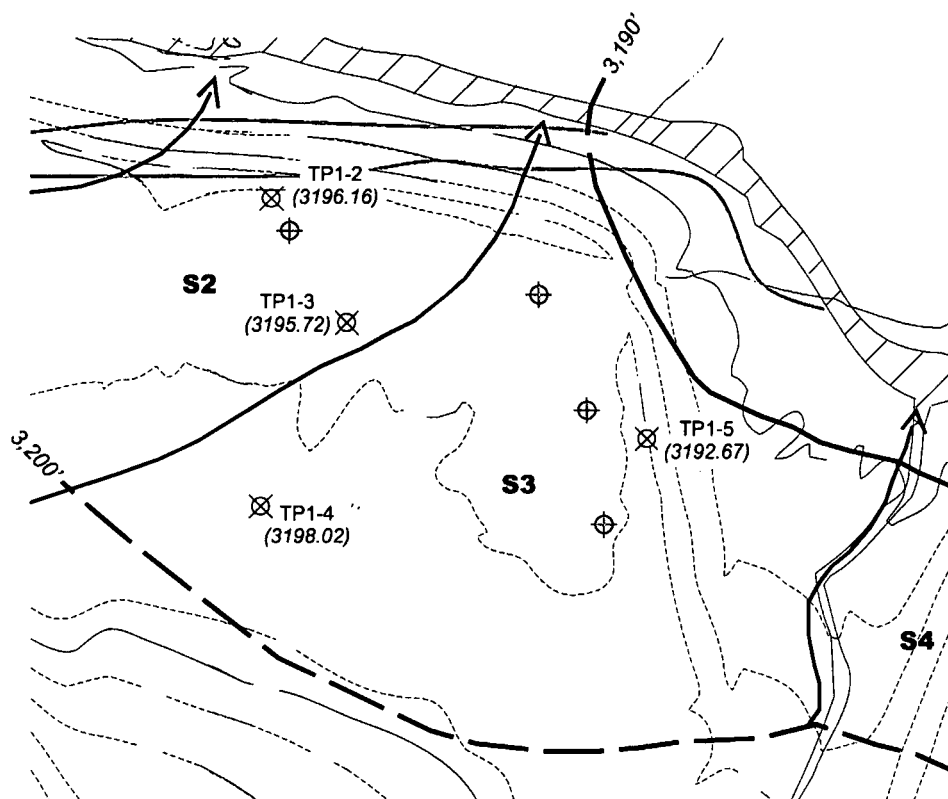 3,190'
TP1-2
(3196.16)
S2
TP1-3
(3195.72)
TP1-5
(3192.67)
3,200'
S3
TP1-4
(3198.02)
S4